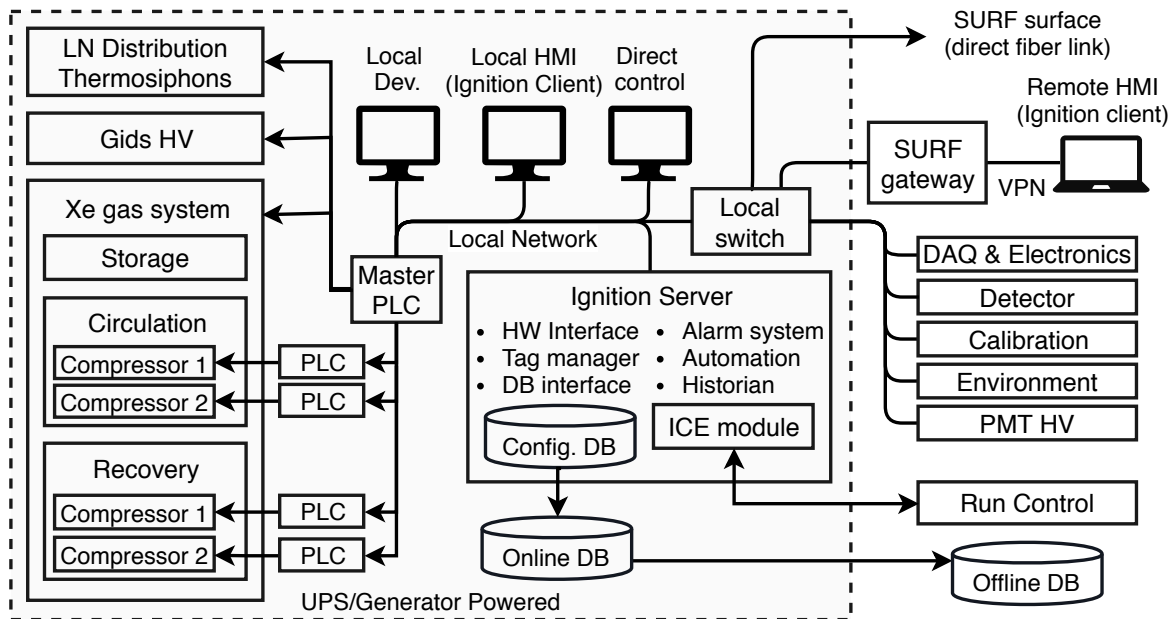 LN Distribution
Thermosiphons
Gids HV
Xe gas system
Storage
Circulation
Compressor 1
Compressor 2
Recovery
Compressor 1
Compressor 2
PLC
PLC
PLC
PLC
Master
PLC
Local
Dev.
Local HMI
(Ignition Client)
Direct
control
Local Network
Local
switch
Ignition Server
• HW Interface
• Tag manager
• DB interface
• Alarm system
• Automation
• Historian
Config. DB
ICE module
Online DB
UPS/Generator Powered
SURF surface
(direct fiber link)
Remote HMI
(Ignition client)
SURF
gateway
VPN
DAQ & Electronics
Detector
Calibration
Environment
PMT HV
Run Control
Offline DB